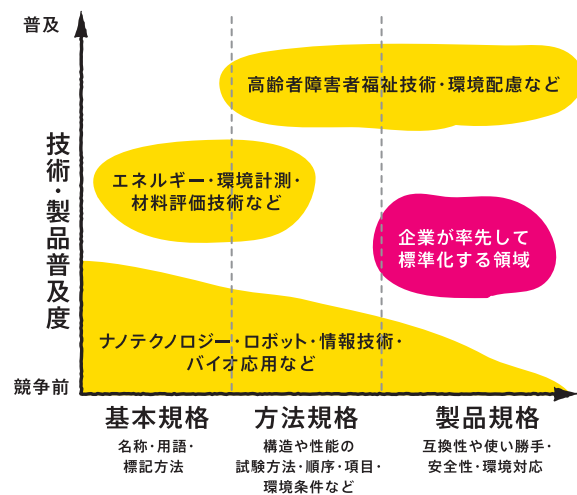 普及
技術・製品普及度
競争前
高齢者障害者福祉技術・環境配慮など
エネルギー・環境計測・
材料評価技術など
企業が率先して
標準化する領域
ナノテクノロジー・ロボット・情報技術・
バイオ応用など
基本規格
名称・用語・
標記方法
方法規格
構造や性能の
試験方法・順序・項目・
環境条件など
製品規格
互換性や使い勝手・
安全性・環境対応